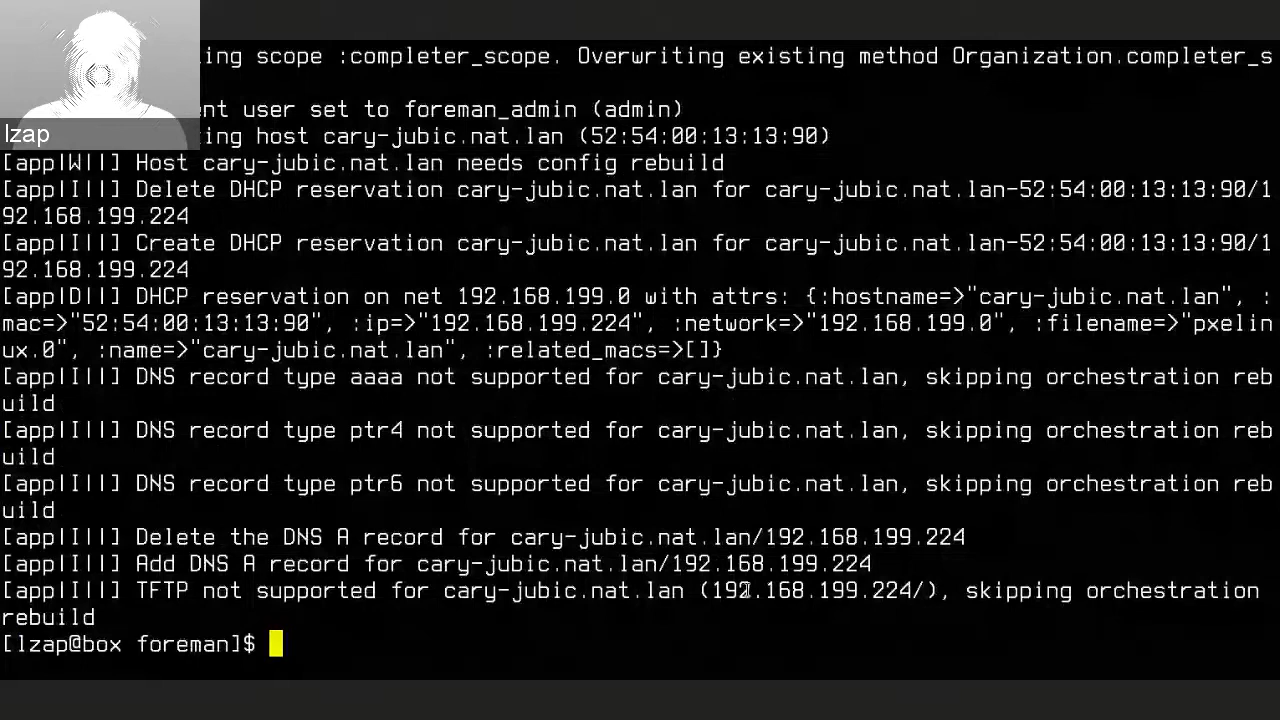 ing scope :completer_scope. Overwriting existing method Organization.completer_s
ent user set to foreman_admin (admin)
lzap
ing host cary-jubic.nat.lan (52:54:00:13:13:90)
[app|W||] Host cary-jubic.nat.lan needs config rebuild
[app|I||] Delete DHCP reservation cary-jubic.nat.lan for cary-jubic.nat.lan-52:54:00:13:13:90/1
92.168.199.224
[app|I||] Create DHCP reservation cary-jubic.nat.lan for cary-jubic.nat.lan-52:54:00:13:13:90/1
92.168.199.224
[app|D||] DHCP reservation on net 192.168.199.0 with attrs: {:hostname=>"cary-jubic.nat.lan", :
mac=>"52:54:00:13:13:90", :ip=>"192.168.199.224", :network=>"192.168.199.0", :filename=>"pxelin
ux.0", :name=>"cary-jubic.nat.lan", :related_macs=>[]}
[app|I||] DNS record type aaaa not supported for cary-jubic.nat.lan, skipping orchestration reb
uild
[app|I||] DNS record type ptr4 not supported for cary-jubic.nat.lan, skipping orchestration reb
uild
[app|I||] DNS record type ptr6 not supported for cary-jubic.nat.lan, skipping orchestration reb
uild
[app|I||] Delete the DNS A record for cary-jubic.nat.lan/192.168.199.224
[app|I||] Add DNS A record for cary-jubic.nat.lan/192.168.199.224
[app|I||] TFTP not supported for cary-jubic.nat.lan (192.168.199.224/), skipping orchestration
rebuild
[lzap@box foreman]$